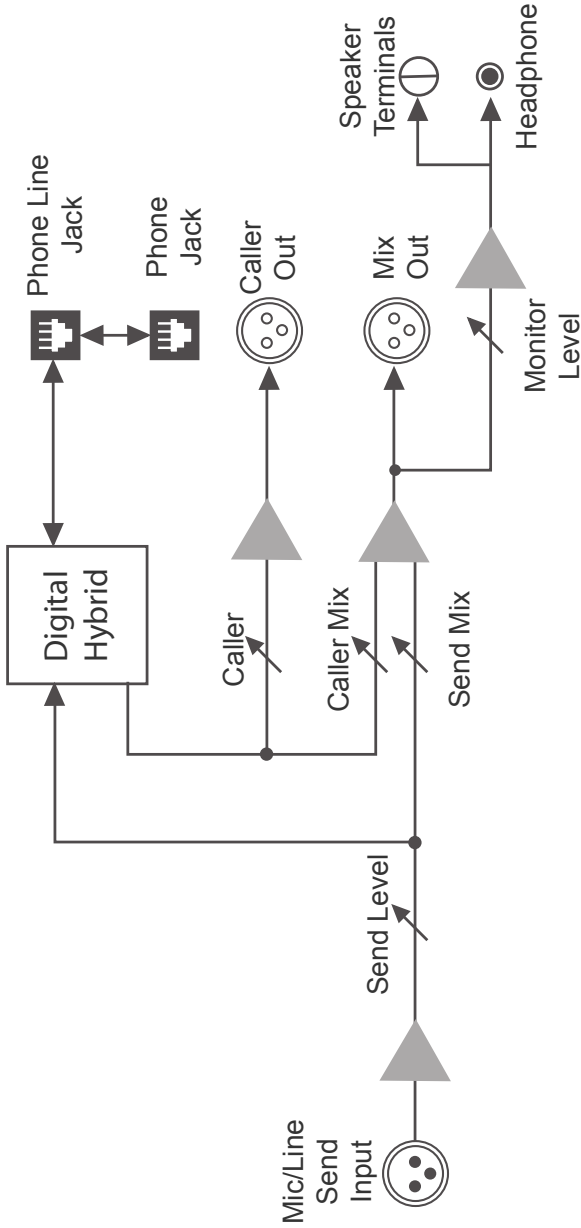 Mic/Line
Send
Input
Send Level
Digital
Hybrid
Caller
Caller Mix
Send Mix
Phone Line
Jack
Phone
Jack
Caller
Out
Mix
Out
Monitor
Level
Speaker
Terminals
Headphone